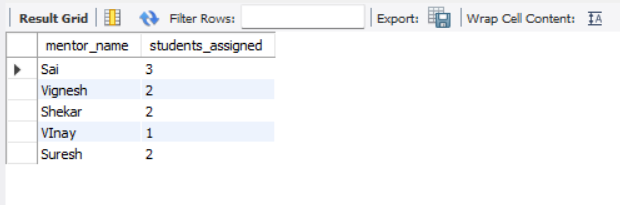 Result Grid Filter Rows: Export: Wrap Cell Content:
mentor_name students_assigned
Sai 3
Vignesh 2
Shekar 2
VInay 1
Suresh 2